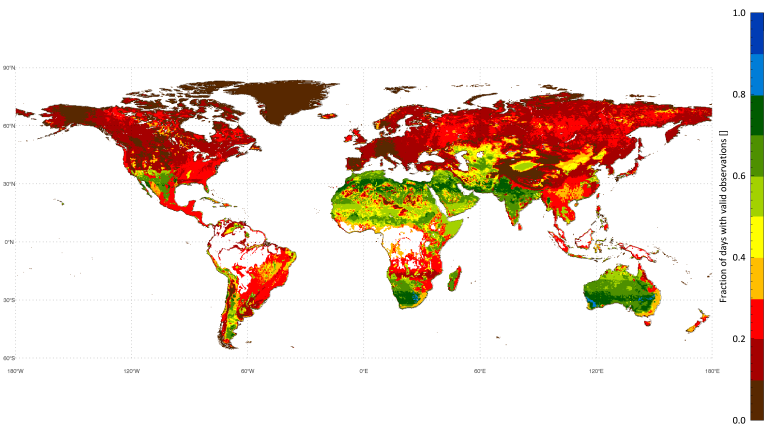 1.0
90°N
0.8
60°N
0.6
30°N
0°N
0.4
30°S
0.2
60°S
180°W
120°W
60°W
0°E
60°E
120°E
180°E
0.0
Fraction of days with valid observations []